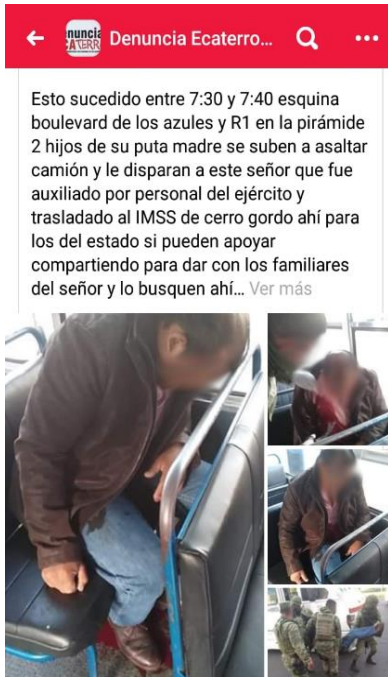 nuncia
CATERR
Denuncia Ecaterro...
Esto sucedido entre 7:30 y 7:40 esquina
boulevard de los azules y R1 en la pirámide
2 hijos de su puta madre se suben a asaltar
camión y le disparan a este señor que fue
auxiliado por personal del ejército y
trasladado al IMSS de cerro gordo ahí para
los del estado si pueden apoyar
compartiendo para dar con los familiares
del señor y lo busquen ahí... Ver más